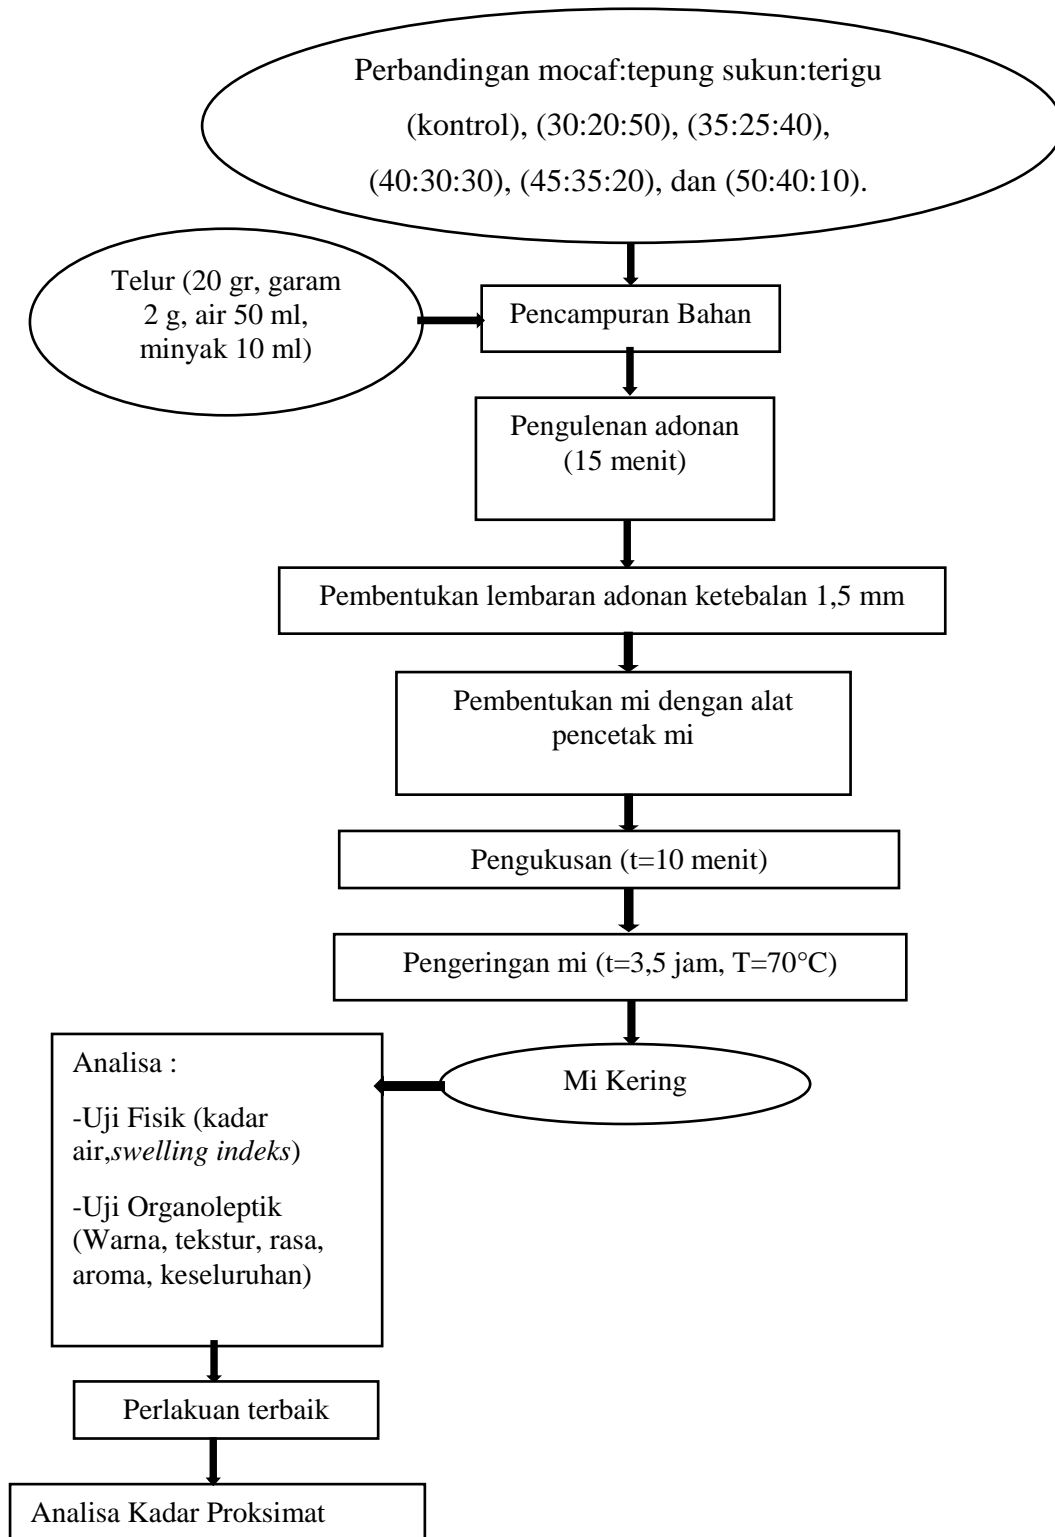 Perbandingan mocaf:tepung sukun:terigu
(kontrol), (30:20:50), (35:25:40),
(40:30:30), (45:35:20), dan (50:40:10).
Telur (20 gr, garam
2 g, air 50 ml,
minyak 10 ml)
Pencampuran Bahan
Pengulenan adonan
(15 menit)
Pembentukan lembaran adonan ketebalan 1,5 mm
Pembentukan mi dengan alat
pencetak mi
Pengukusan (t=10 menit)
Pengeringan mi (t=3,5 jam, T=70°C)
Mi Kering
Analisa :
-Uji Fisik (kadar
air,swelling indeks)
-Uji Organoleptik
(Warna, tekstur, rasa,
aroma, keseluruhan)
Perlakuan terbaik
Analisa Kadar Proksimat